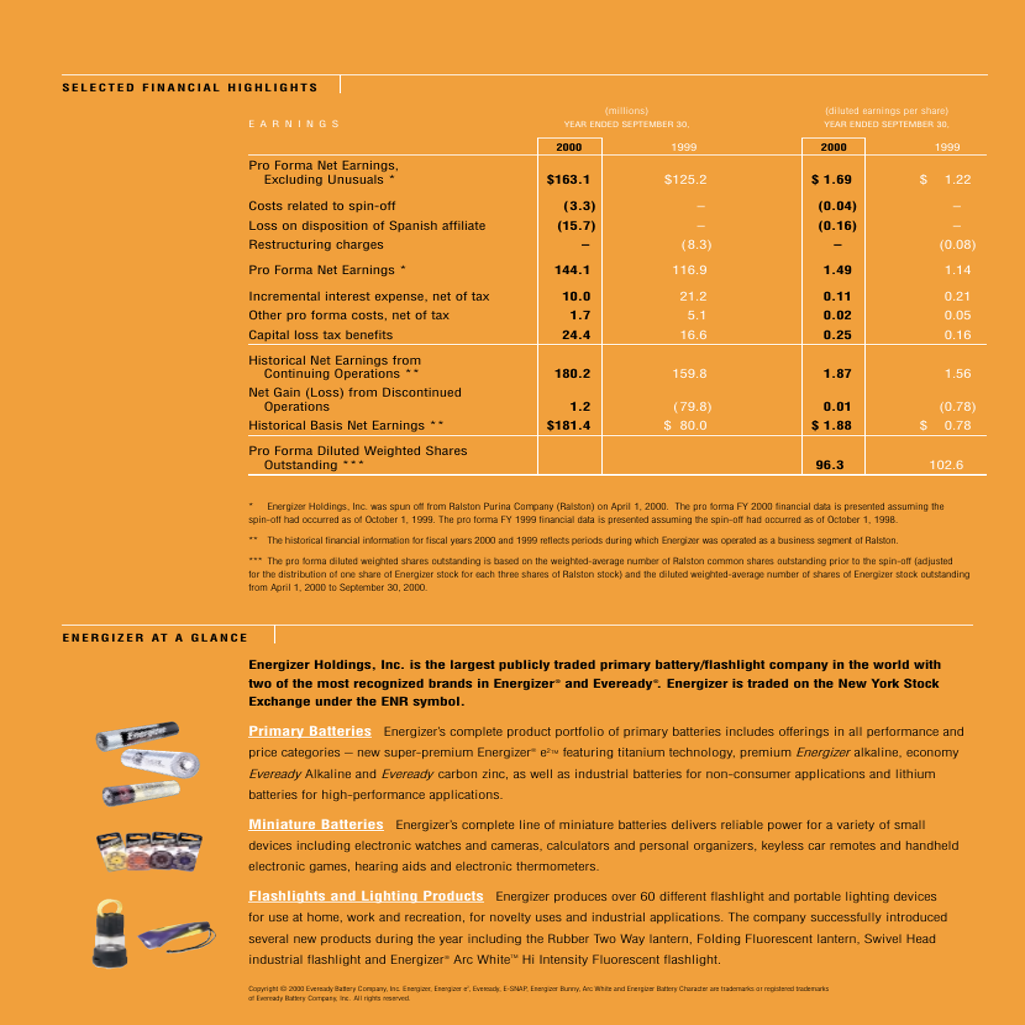 SELECTED FINANCIAL HIGHLIGHTS
(millions) (diluted earnings per share)
EARNINGS YEAR ENDED SEPTEMBER 30, YEAR ENDED SEPTEMBER 30,
2000 1999 2000 1999
Pro Forma Net Earnings,
Excluding Unusuals * $163.1 $125.2 $ 1.69 $ 1.22
Costs related to spin-off (3.3) – (0.04) –
Loss on disposition of Spanish affiliate (15.7) – (0.16) –
Restructuring charges – (8.3) – (0.08)
Pro Forma Net Earnings * 144.1 116.9 1.49 1.14
Incremental interest expense, net of tax 10.0 21.2 0.11 0.21
Other pro forma costs, net of tax 1.7 5.1 0.02 0.05
Capital loss tax benefits 24.4 16.6 0.25 0.16
Historical Net Earnings from
Continuing Operations ** 180.2 159.8 1.87 1.56
Net Gain (Loss) from Discontinued
Operations 1.2 (79.8) 0.01 (0.78)
Historical Basis Net Earnings ** $181.4 $ 80.0 $ 1.88 $ 0.78
Pro Forma Diluted Weighted Shares
Outstanding *** 96.3 102.6
* Energizer Holdings, Inc. was spun off from Ralston Purina Company (Ralston) on April 1, 2000. The pro forma FY 2000 financial data is presented assuming the
spin-off had occurred as of October 1, 1999. The pro forma FY 1999 financial data is presented assuming the spin-off had occurred as of October 1, 1998.
** The historical financial information for fiscal years 2000 and 1999 reflects periods during which Energizer was operated as a business segment of Ralston.
*** The pro forma diluted weighted shares outstanding is based on the weighted-average number of Ralston common shares outstanding prior to the spin-off (adjusted
for the distribution of one share of Energizer stock for each three shares of Ralston stock) and the diluted weighted-average number of shares of Energizer stock outstanding
from April 1, 2000 to September 30, 2000.
ENERGIZER AT A GLANCE
Energizer Holdings, Inc. is the largest publicly traded primary battery/flashlight company in the world with
two of the most recognized brands in Energizer® and Eveready®. Energizer is traded on the New York Stock
Exchange under the ENR symbol.
Primary Batteries Energizer's complete product portfolio of primary batteries includes offerings in all performance and
price categories – new super-premium Energizer® e²™ featuring titanium technology, premium Energizer alkaline, economy
Eveready Alkaline and Eveready carbon zinc, as well as industrial batteries for non-consumer applications and lithium
batteries for high-performance applications.
Miniature Batteries Energizer's complete line of miniature batteries delivers reliable power for a variety of small
devices including electronic watches and cameras, calculators and personal organizers, keyless car remotes and handheld
electronic games, hearing aids and electronic thermometers.
Flashlights and Lighting Products Energizer produces over 60 different flashlight and portable lighting devices
for use at home, work and recreation, for novelty uses and industrial applications. The company successfully introduced
several new products during the year including the Rubber Two Way lantern, Folding Fluorescent lantern, Swivel Head
industrial flashlight and Energizer® Arc White™ Hi Intensity Fluorescent flashlight.
Copyright © 2000 Eveready Battery Company, Inc. Energizer, Energizer e², Eveready, E-SNAP, Energizer Bunny, Arc White and Energizer Battery Character are trademarks or registered trademarks
of Eveready Battery Company, Inc. All rights reserved.
Energizer